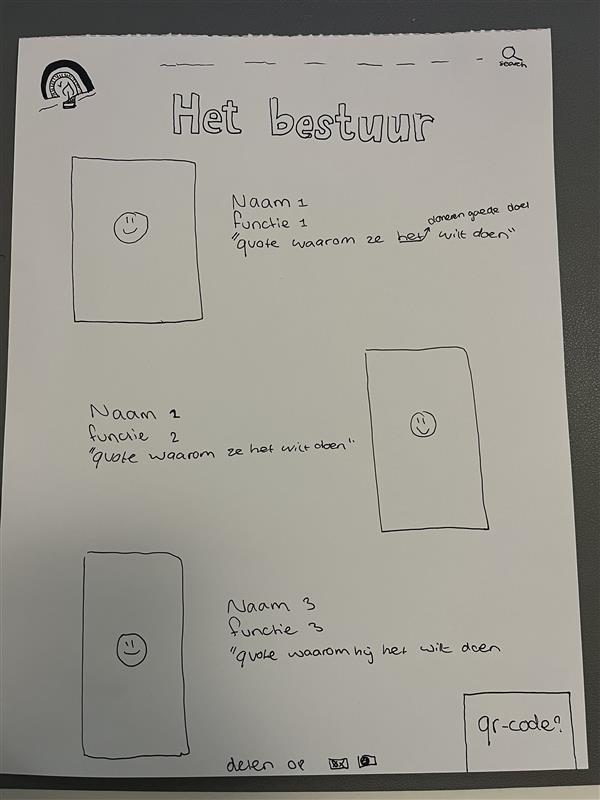 search
Het bestuur
Naam 1
functie 1
doneren goede doel
"quote waarom ze het wilt doen"
Naam 2
functie 2
"quote waarom ze het wilt doen"
Naam 3
functie 3
"quote waarom hij het wilt doen
qr-code?
delen op